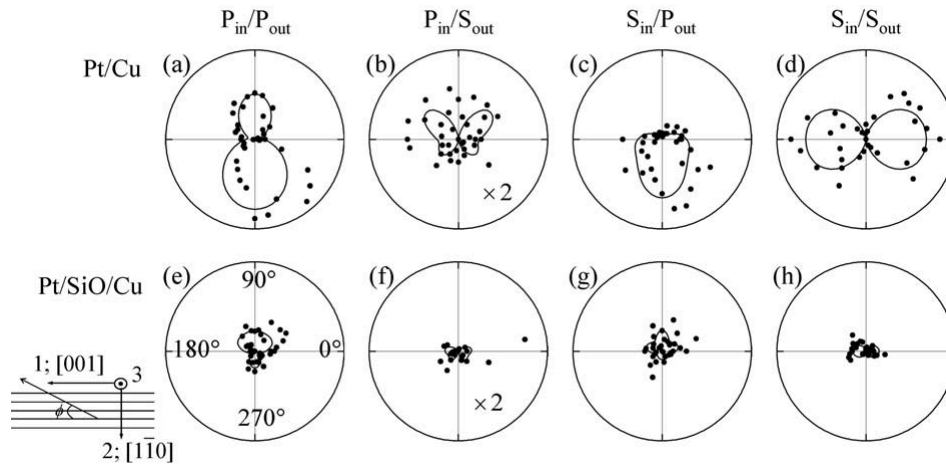 P_in/P_out P_in/S_out S_in/P_out S_in/S_out
Pt/Cu (a) (b) (c) (d)
×2
Pt/SiO/Cu (e) (f) (g) (h)
90°
180° 0°
270°
×2
1; [001] 3
ϕ
2; [11̄0]